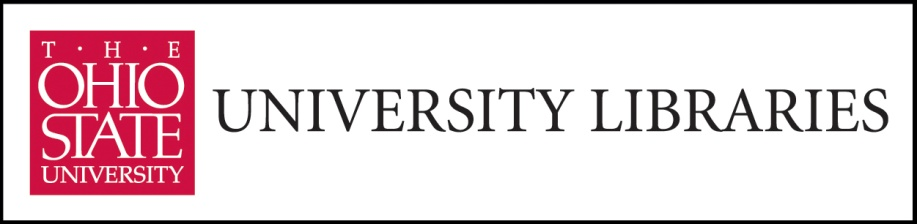 T · H · E
OHIO
STATE
UNIVERSITY
UNIVERSITY LIBRARIES